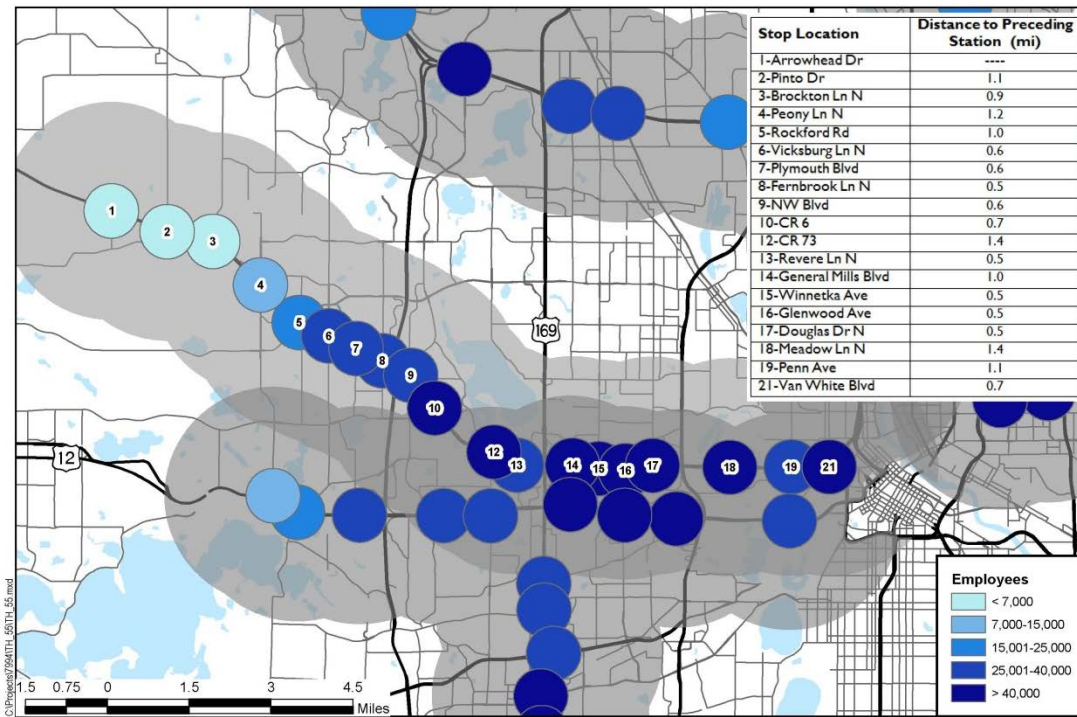 Stop Location Distance to Preceding
Station (mi)
1-Arrowhead Dr ----
2-Pinto Dr 1.1
3-Brockton Ln N 0.9
4-Peony Ln N 1.2
5-Rockford Rd 1.0
6-Vicksburg Ln N 0.6
7-Plymouth Blvd 0.6
8-Fernbrook Ln N 0.5
9-NW Blvd 0.6
10-CR 6 0.7
12-CR 73 1.4
13-Revere Ln N 0.5
14-General Mills Blvd 1.0
15-Winnetka Ave 0.5
16-Glenwood Ave 0.5
17-Douglas Dr N 0.5
18-Meadow Ln N 1.4
19-Penn Ave 1.1
21-Van White Blvd 0.7
1
2
3
4
5
6
7
8
9
10
12
13
14
15
16
17
18
19
21
169
12
Employees
< 7,000
7,000-15,000
15,001-25,000
25,001-40,000
> 40,000
1.5 0.75 0 1.5 3 4.5
Miles
C:\Projects\7994\TH_55\TH_55.mxd